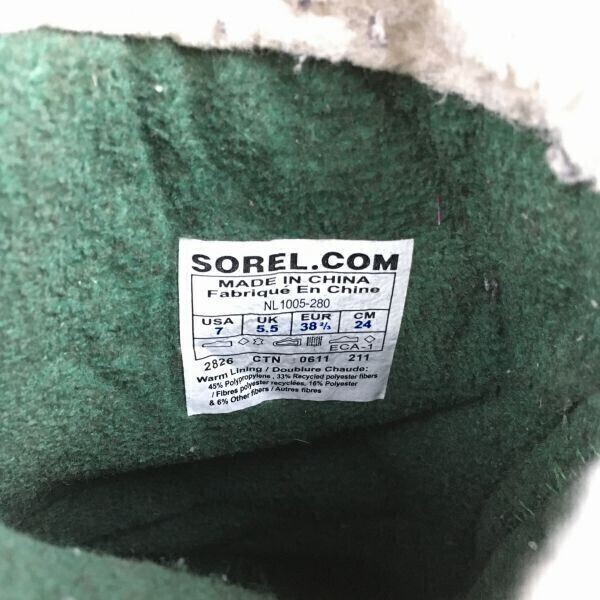 SOREL.COM
MADE IN CHINA
Fabriqué En Chine
NL1005-280
USA UK EUR CM
7 5.5 38 ²/₃ 24
ECA-1
2826 CTN 0611 211
Warm Lining / Doublure Chaude:
45% Polypropylene , 33% Recycled polyester fibers
/ Fibres polyester recyclées, 16% Polyester
& 6% Other fibers / Autres fibres